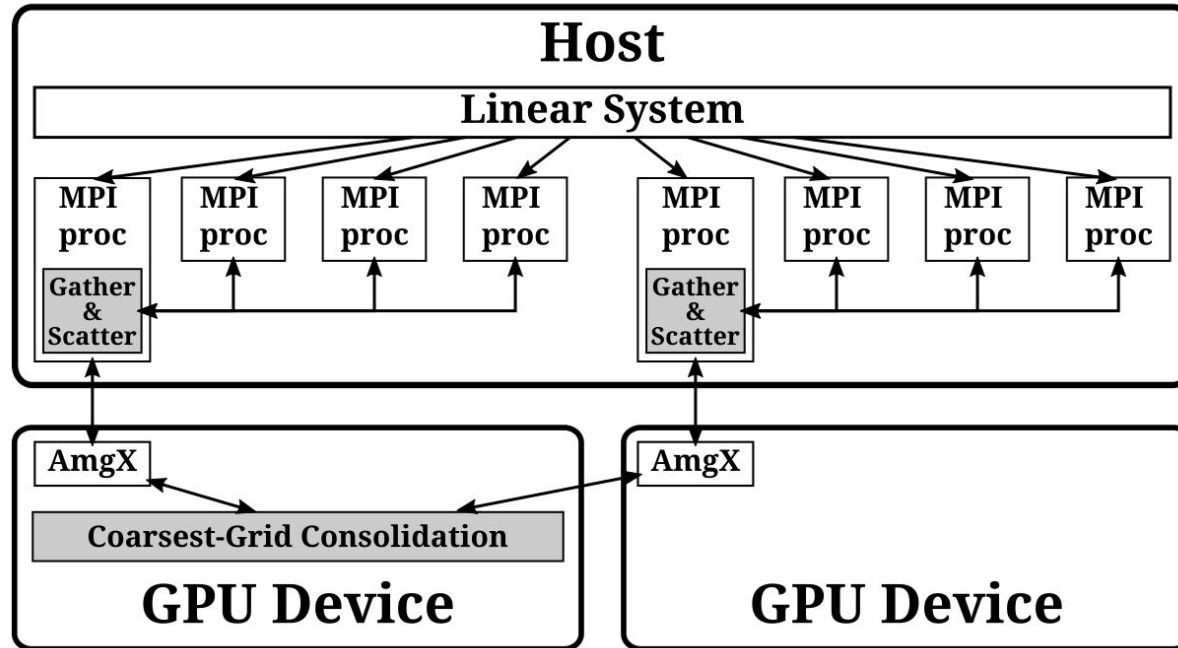 Host
Linear System
MPI proc
MPI proc
MPI proc
MPI proc
MPI proc
MPI proc
MPI proc
MPI proc
Gather
&
Scatter
Gather
&
Scatter
AmgX
AmgX
Coarsest-Grid Consolidation
GPU Device
GPU Device